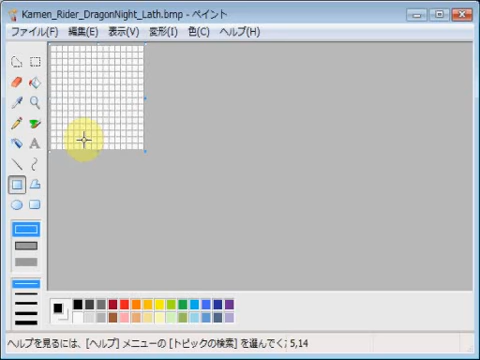 Kamen_Rider_DragonNight_Lath.bmp - ペイント
ファイル(F) 編集(E) 表示(V) 変形(I) 色(C) ヘルプ(H)
A
ヘルプを見るには、[ヘルプ] メニューの [トピックの検索] を選んでく 5,14